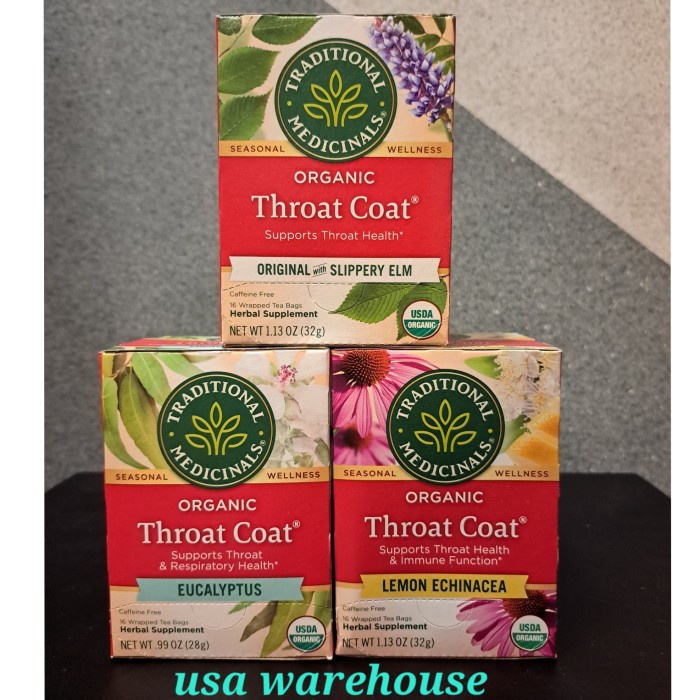 TRADITIONAL
MEDICINALS®
SEASONAL WELLNESS
ORGANIC
Throat Coat®
Supports Throat Health*
ORIGINAL with SLIPPERY ELM
Caffeine Free
16 Wrapped Tea Bags
Herbal Supplement
NET WT 1.13 OZ (32g)
USDA
ORGANIC
TRADITIONAL
MEDICINALS®
SEASONAL WELLNESS
ORGANIC
Throat Coat®
Supports Throat
& Respiratory Health*
EUCALYPTUS
Caffeine Free
16 Wrapped Tea Bags
Herbal Supplement
NET WT .99 OZ (28g)
USDA
ORGANIC
TRADITIONAL
MEDICINALS®
SEASONAL WELLNESS
ORGANIC
Throat Coat®
Supports Throat Health
& Immune Function*
LEMON ECHINACEA
Caffeine Free
16 Wrapped Tea Bags
Herbal Supplement
NET WT 1.13 OZ (32g)
USDA
ORGANIC
usa warehouse